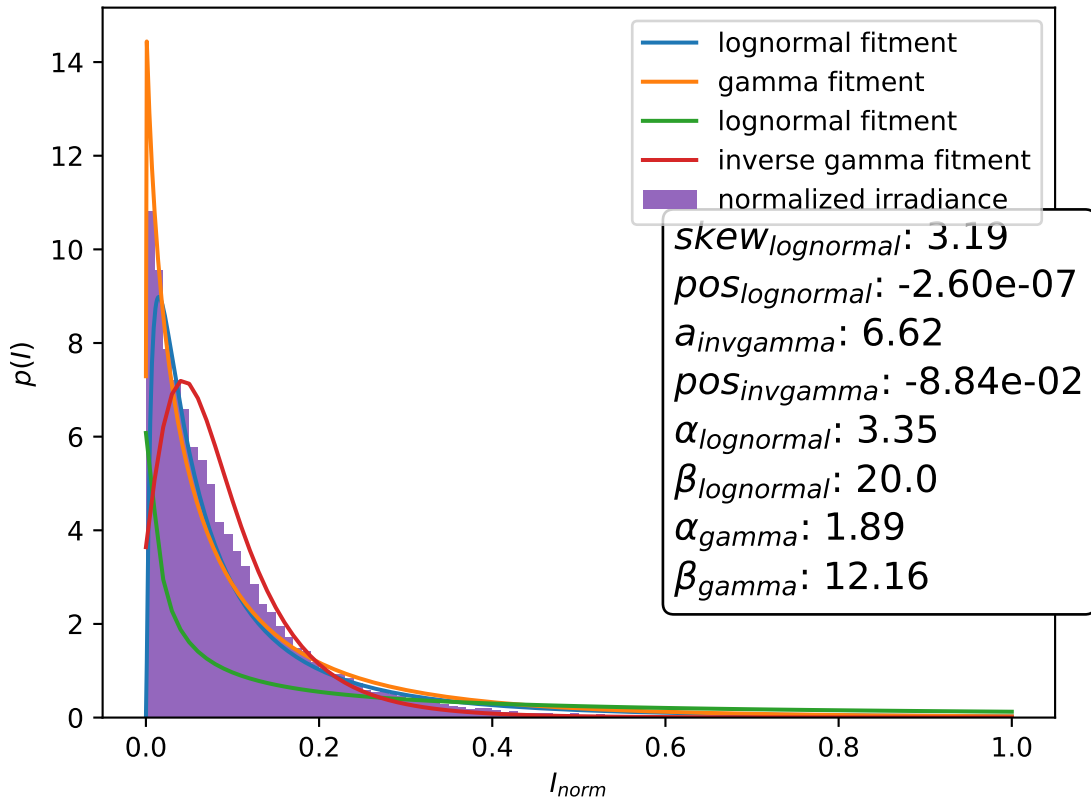 lognormal fitment
gamma fitment
lognormal fitment
inverse gamma fitment
normalized irradiance
skew_lognormal: 3.19
pos_lognormal: -2.60e-07
a_invgamma: 6.62
pos_invgamma: -8.84e-02
α_lognormal: 3.35
β_lognormal: 20.0
α_gamma: 1.89
β_gamma: 12.16
p(I)
14
12
10
8
6
4
2
0
0.0 0.2 0.4 0.6 0.8 1.0
I_norm